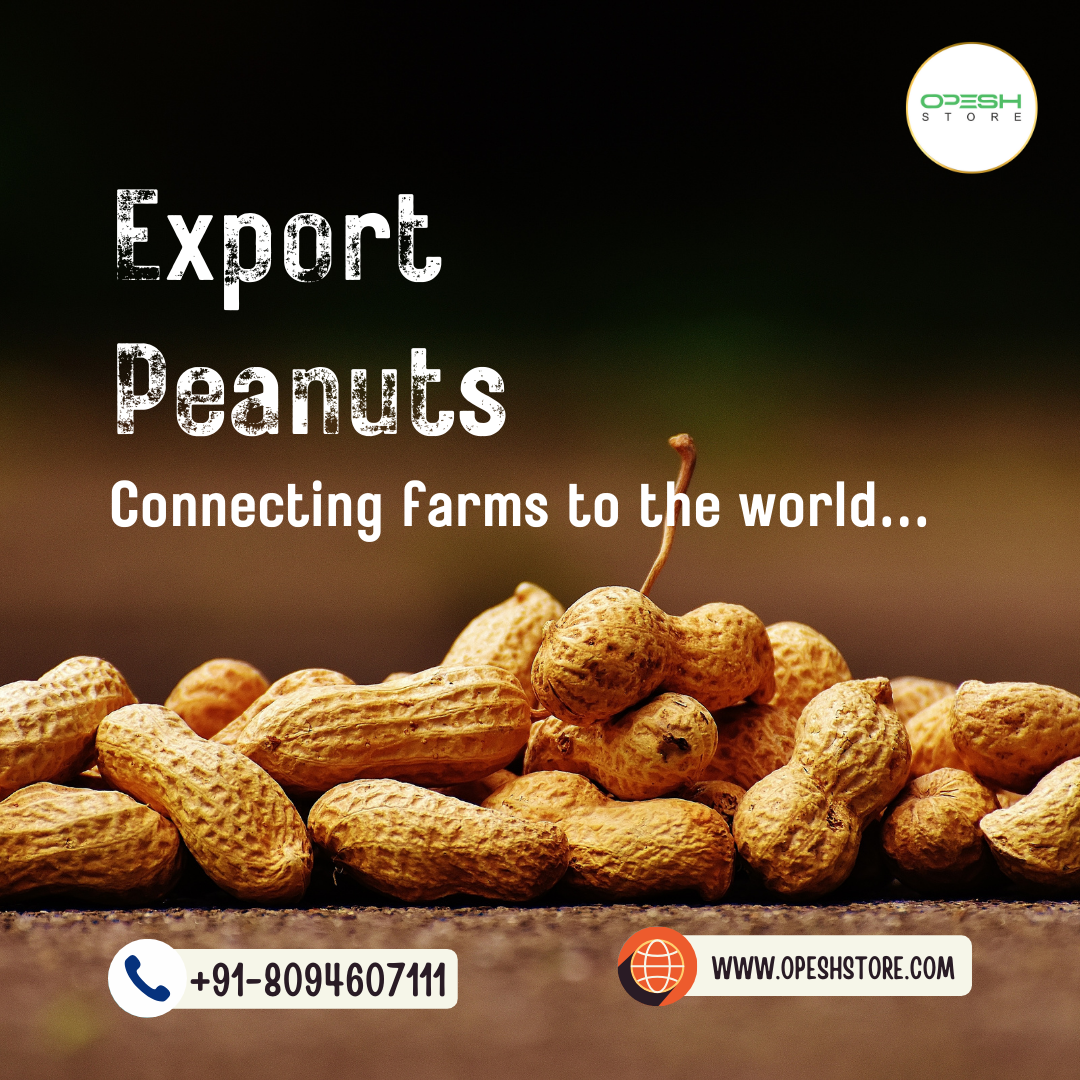 OPESH
STORE
Export
Peanuts
Connecting farms to the world...
+91-8094607111
WWW.OPESHSTORE.COM